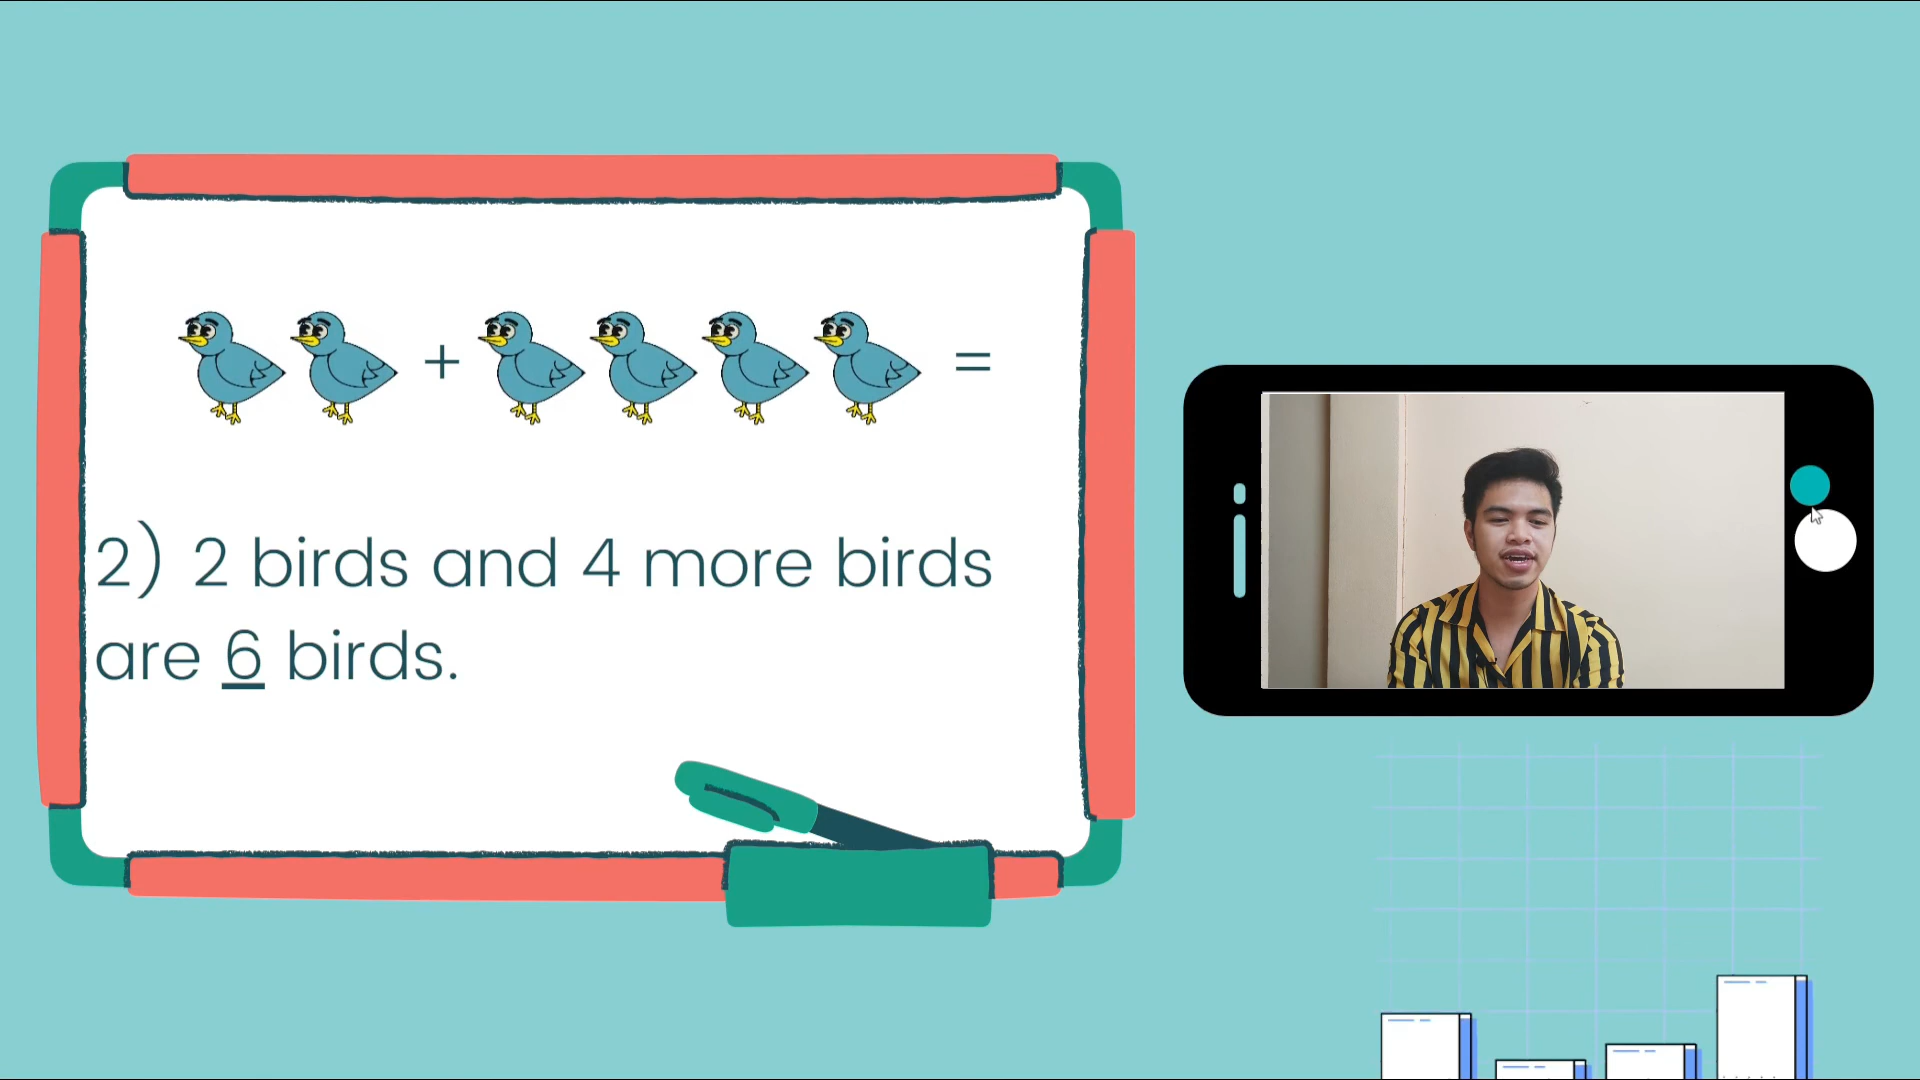 + =
2) 2 birds and 4 more birds
are 6 birds.